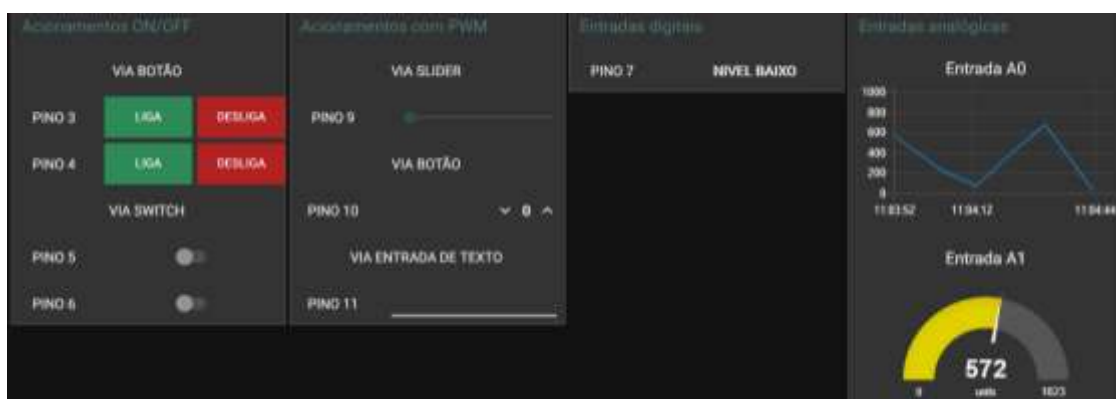 Acionamentos ON/OFF
VIA BOTÃO
PINO 3 LIGA DESLIGA
PINO 4 LIGA DESLIGA
VIA SWITCH
PINO 5
PINO 6
Acionamentos com PWM
VIA SLIDER
PINO 9
VIA BOTÃO
PINO 10 0
VIA ENTRADA DE TEXTO
PINO 11
Entradas digitais
PINO 7 NIVEL BAIXO
Entradas analógicas
Entrada A0
1000
800
600
400
200
0
11:03:52 11:04:12 11:04:44
Entrada A1
572
units
0 1023